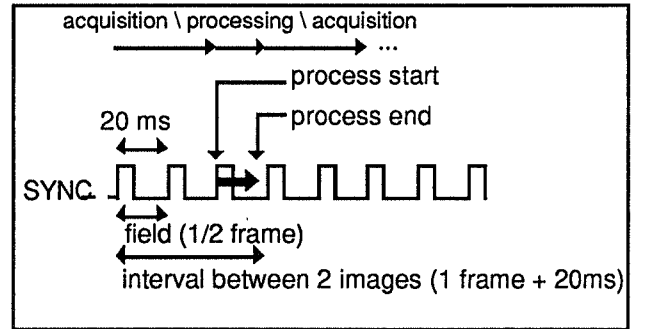 acquisition \ processing \ acquisition
...
process start
process end
20 ms
SYNC
field (1/2 frame)
interval between 2 images (1 frame + 20ms)